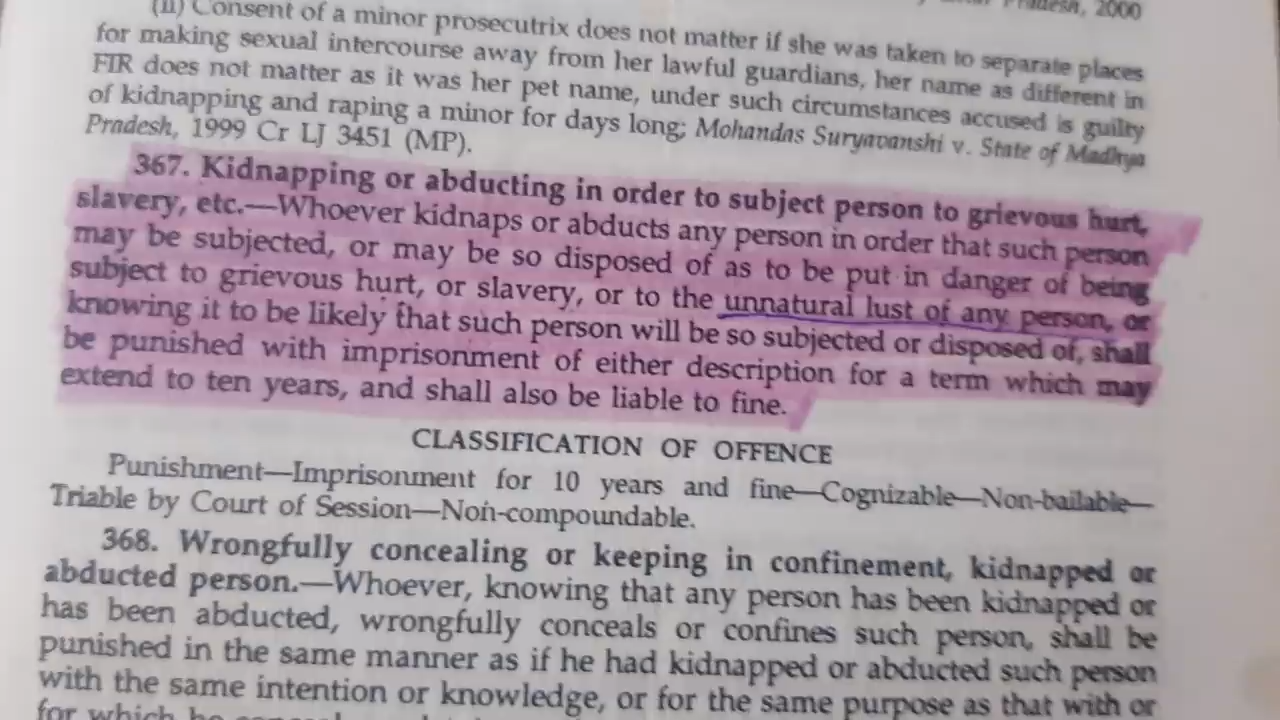 (ii) Consent of a minor prosecutrix does not matter if she was taken to separate places
Pradesh, 2000
for making sexual intercourse away from her lawful guardians, her name as different in
FIR does not matter as it was her pet name, under such circumstances accused is guilty
of kidnapping and raping a minor for days long; Mohandas Suryavanshi v. State of Madhya
Pradesh, 1999 Cr LJ 3451 (MP).
367. Kidnapping or abducting in order to subject person to grievous hurt,
slavery, etc.—Whoever kidnaps or abducts any person in order that such person
may be subjected, or may be so disposed of as to be put in danger of being
subject to grievous hurt, or slavery, or to the unnatural lust of any person, or
knowing it to be likely that such person will be so subjected or disposed of, shall
be punished with imprisonment of either description for a term which may
extend to ten years, and shall also be liable to fine.
CLASSIFICATION OF OFFENCE
Punishment—Imprisonment for 10 years and fine—Cognizable—Non-bailable—
Triable by Court of Session—Non-compoundable.
368. Wrongfully concealing or keeping in confinement, kidnapped or
abducted person.—Whoever, knowing that any person has been kidnapped or
has been abducted, wrongfully conceals or confines such person, shall be
punished in the same manner as if he had kidnapped or abducted such person
with the same intention or knowledge, or for the same purpose as that with or
for which he